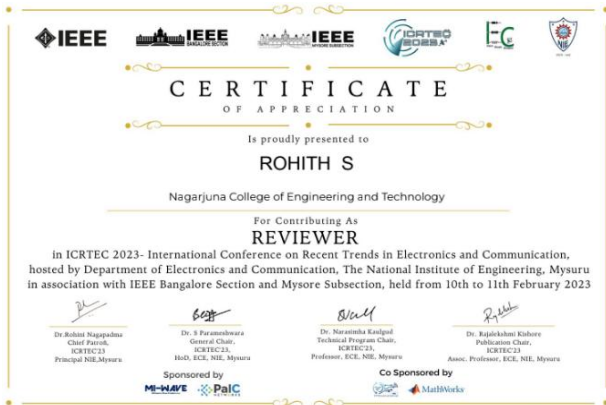 IEEE
IEEE
BANGALORE SECTION
IEEE
MYSORE SUBSECTION
ICRTEC
2023
EC
NIE
CERTIFICATE
OF APPRECIATION
Is proudly presented to
ROHITH S
Nagarjuna College of Engineering and Technology
For Contributing As
REVIEWER
in ICRTEC 2023- International Conference on Recent Trends in Electronics and Communication,
hosted by Department of Electronics and Communication, The National Institute of Engineering, Mysuru
in association with IEEE Bangalore Section and Mysore Subsection, held from 10th to 11th February 2023
Dr.Rohini Nagapadma
Chief Patron,
ICRTEC'23
Principal NIE,Mysuru
Dr. S Parameshwara
General Chair,
ICRTEC'23,
HoD, ECE, NIE, Mysuru
Dr. Narasimha Kaulgud
Technical Program Chair,
ICRTEC'23,
Professor, ECE, NIE, Mysuru
Dr. Rajalekshmi Kishore
Publication Chair,
ICRTEC'23
Assoc. Professor, ECE, NIE, Mysuru
Sponsored by
MI-WAVE
PalC
NETWORKS
Co Sponsored by
MathWorks